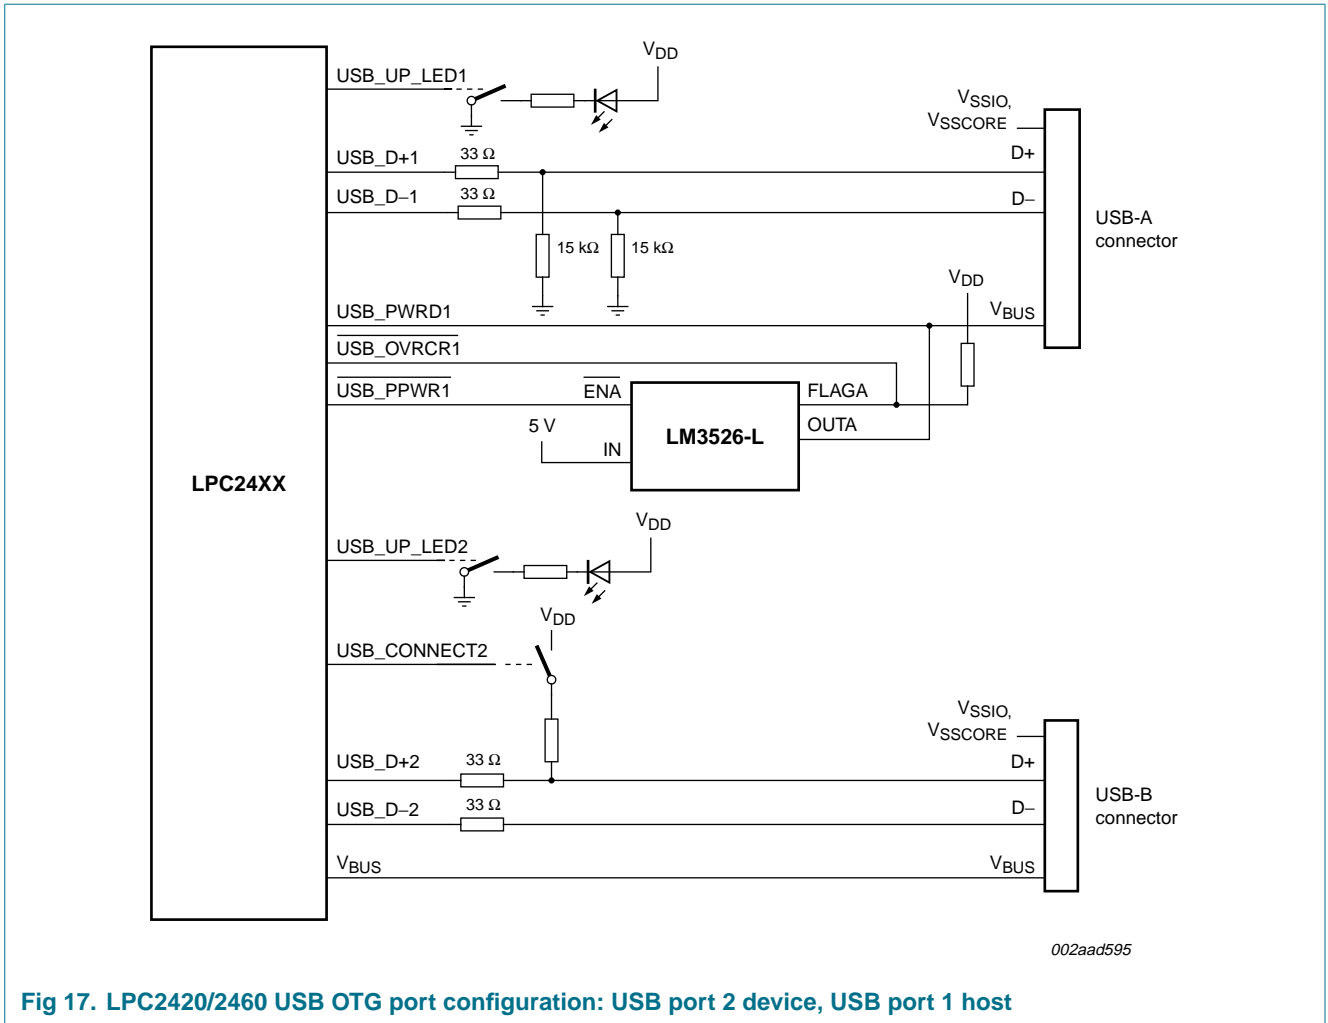 USB_UP_LED1
VDD
VSSIO,
VSSCORE
USB_D+1
33 Ω
D+
USB_D–1
33 Ω
D–
USB-A
connector
15 kΩ
15 kΩ
VDD
USB_PWRD1
VBUS
USB_OVRCR1
USB_PPWR1
ENA
FLAGA
5 V
IN
LM3526-L
OUTA
LPC24XX
VDD
USB_UP_LED2
VDD
USB_CONNECT2
VSSIO,
VSSCORE
USB_D+2
33 Ω
D+
USB_D–2
33 Ω
D–
USB-B
connector
VBUS
VBUS
002aad595
Fig 17. LPC2420/2460 USB OTG port configuration: USB port 2 device, USB port 1 host